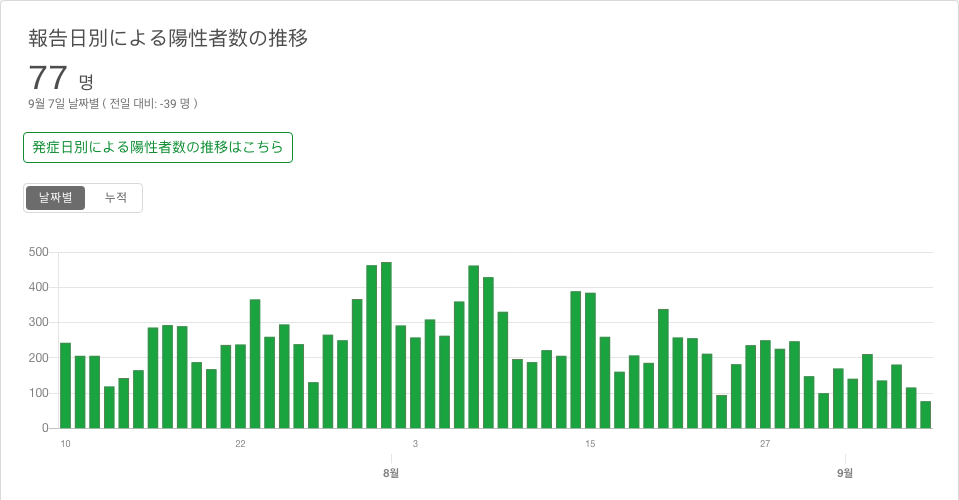 報告日別による陽性者数の推移
77 명
9월 7일 날짜별 ( 전일 대비: -39 명 )
発症日別による陽性者数の推移はこちら
날짜별 누적
500
400
300
200
100
0
10 22 3 15 27
8월 9월